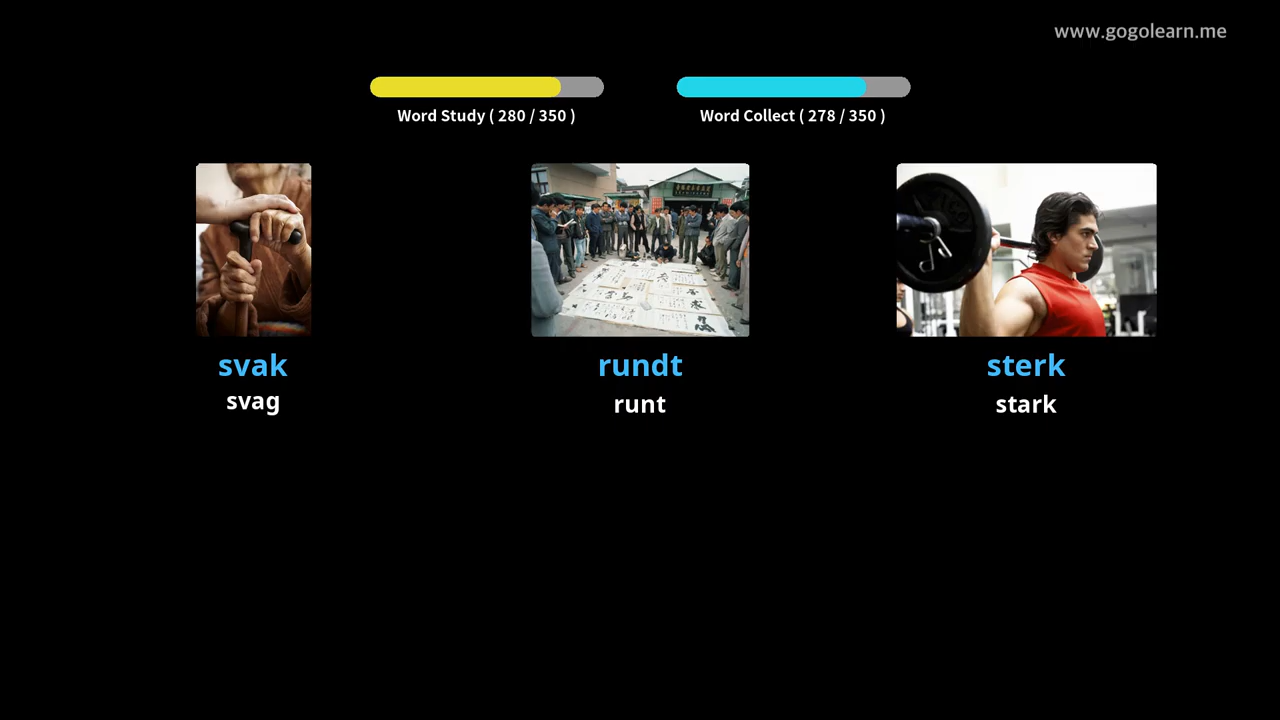 www.gogolearn.me
Word Study ( 280 / 350 )
Word Collect ( 278 / 350 )
svak
rundt
sterk
svag
runt
stark